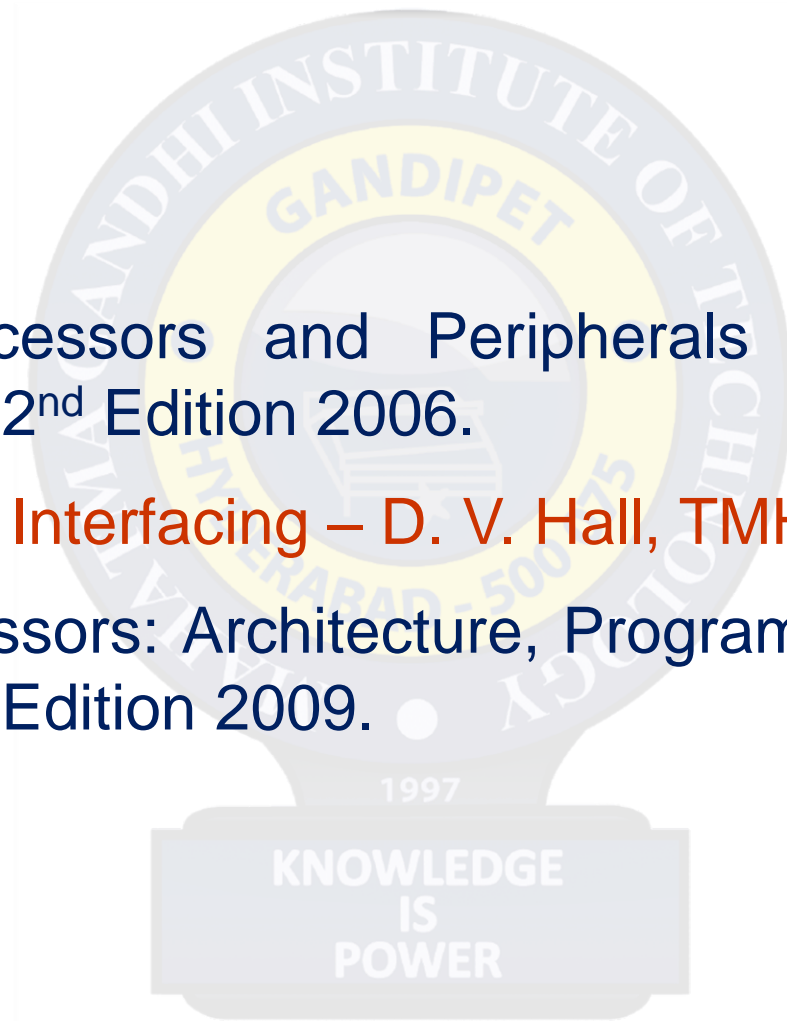 MAHATMA GANDHI INSTITUTE OF TECHNOLOGY
GANDIPET
cessors and Peripherals
2nd Edition 2006.
Interfacing – D. V. Hall, TMH
ssors: Architecture, Program
Edition 2009.
HYDERABAD - 500 075
1997
KNOWLEDGE
IS
POWER